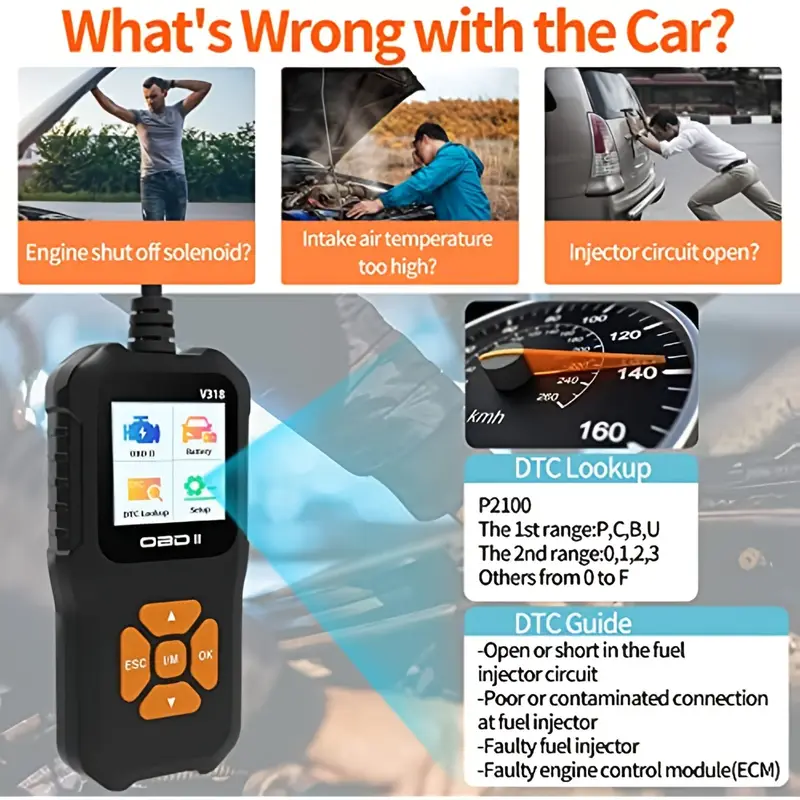 What's Wrong with the Car?
Engine shut off solenoid?
Intake air temperature
too high?
Injector circuit open?
V318
OBD II
Battery
DTC Lookup
Setup
OBD II
ESC
I/M
OK
80
100
120
140
160
200
220
240
260
kmh
DTC Lookup
P2100
The 1st range:P,C,B,U
The 2nd range:0,1,2,3
Others from 0 to F
DTC Guide
-Open or short in the fuel
injector circuit
-Poor or contaminated connection
at fuel injector
-Faulty fuel injector
-Faulty engine control module(ECM)